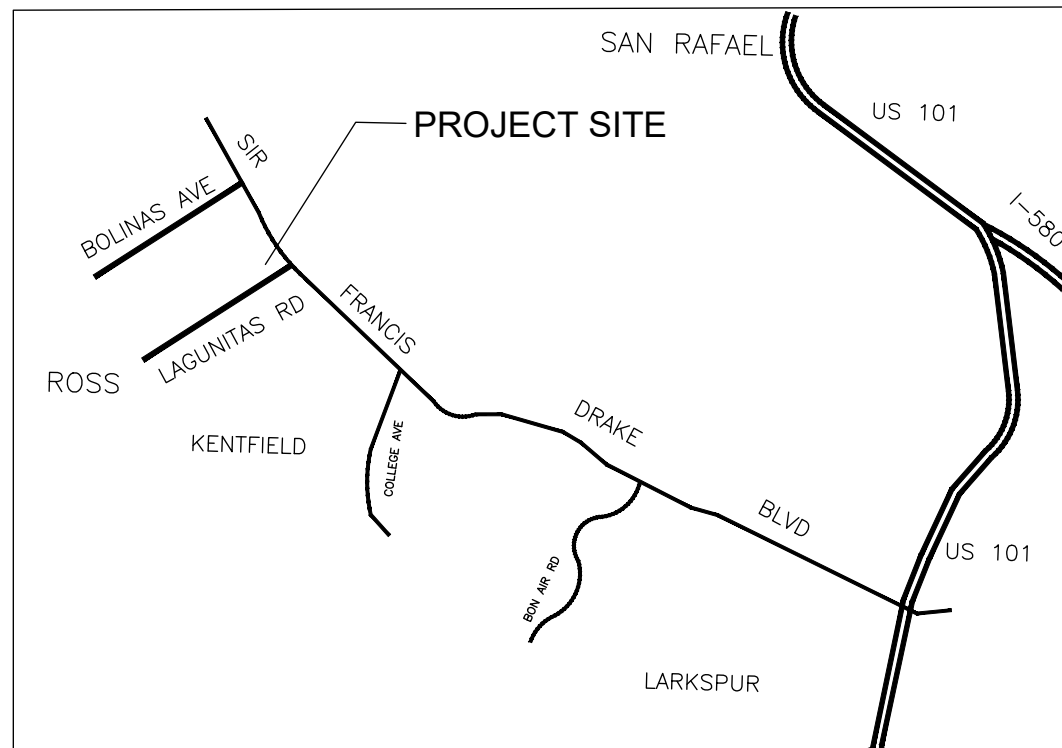 SAN RAFAEL
US 101
PROJECT SITE
SIR
BOLINAS AVE
I-580
FRANCIS
LAGUNITAS RD
ROSS
DRAKE
KENTFIELD
COLLEGE AVE
BLVD
US 101
BON AIR RD
LARKSPUR